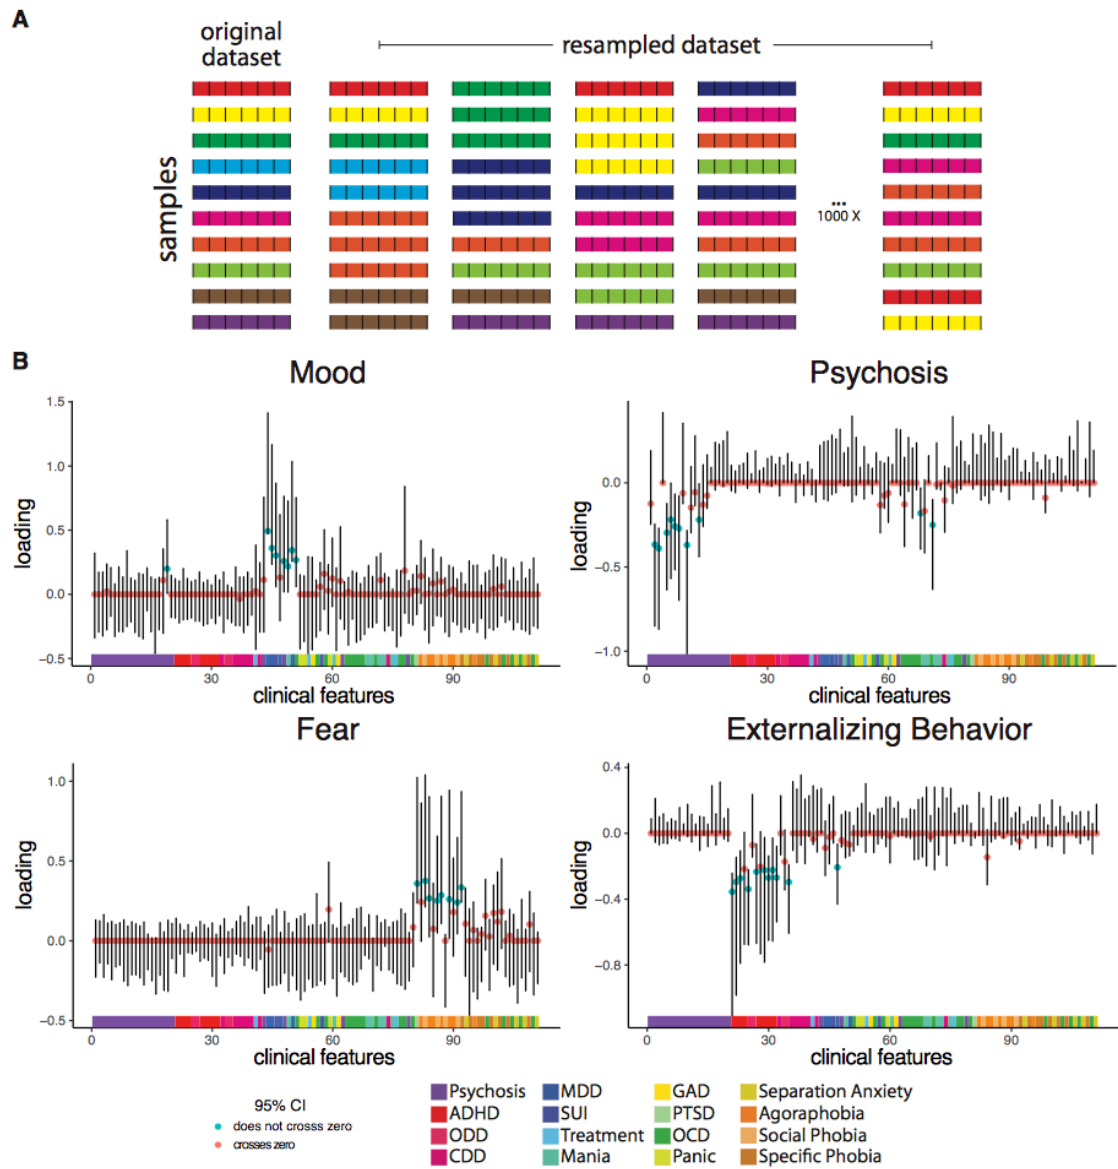 A
original
dataset
resampled dataset
samples
...
1000 X
B
Mood
Psychosis
1.5
1.0
0.5
0.0
−0.5
loading
0 30 60 90
clinical features
0.0
−0.5
−1.0
loading
0 30 60 90
clinical features
Fear
Externalizing Behavior
1.0
0.5
0.0
−0.5
loading
0 30 60 90
clinical features
0.4
0.0
−0.4
−0.8
loading
0 30 60 90
clinical features
95% CI
does not crosss zero
crosses zero
Psychosis MDD GAD Separation Anxiety
ADHD SUI PTSD Agoraphobia
ODD Treatment OCD Social Phobia
CDD Mania Panic Specific Phobia